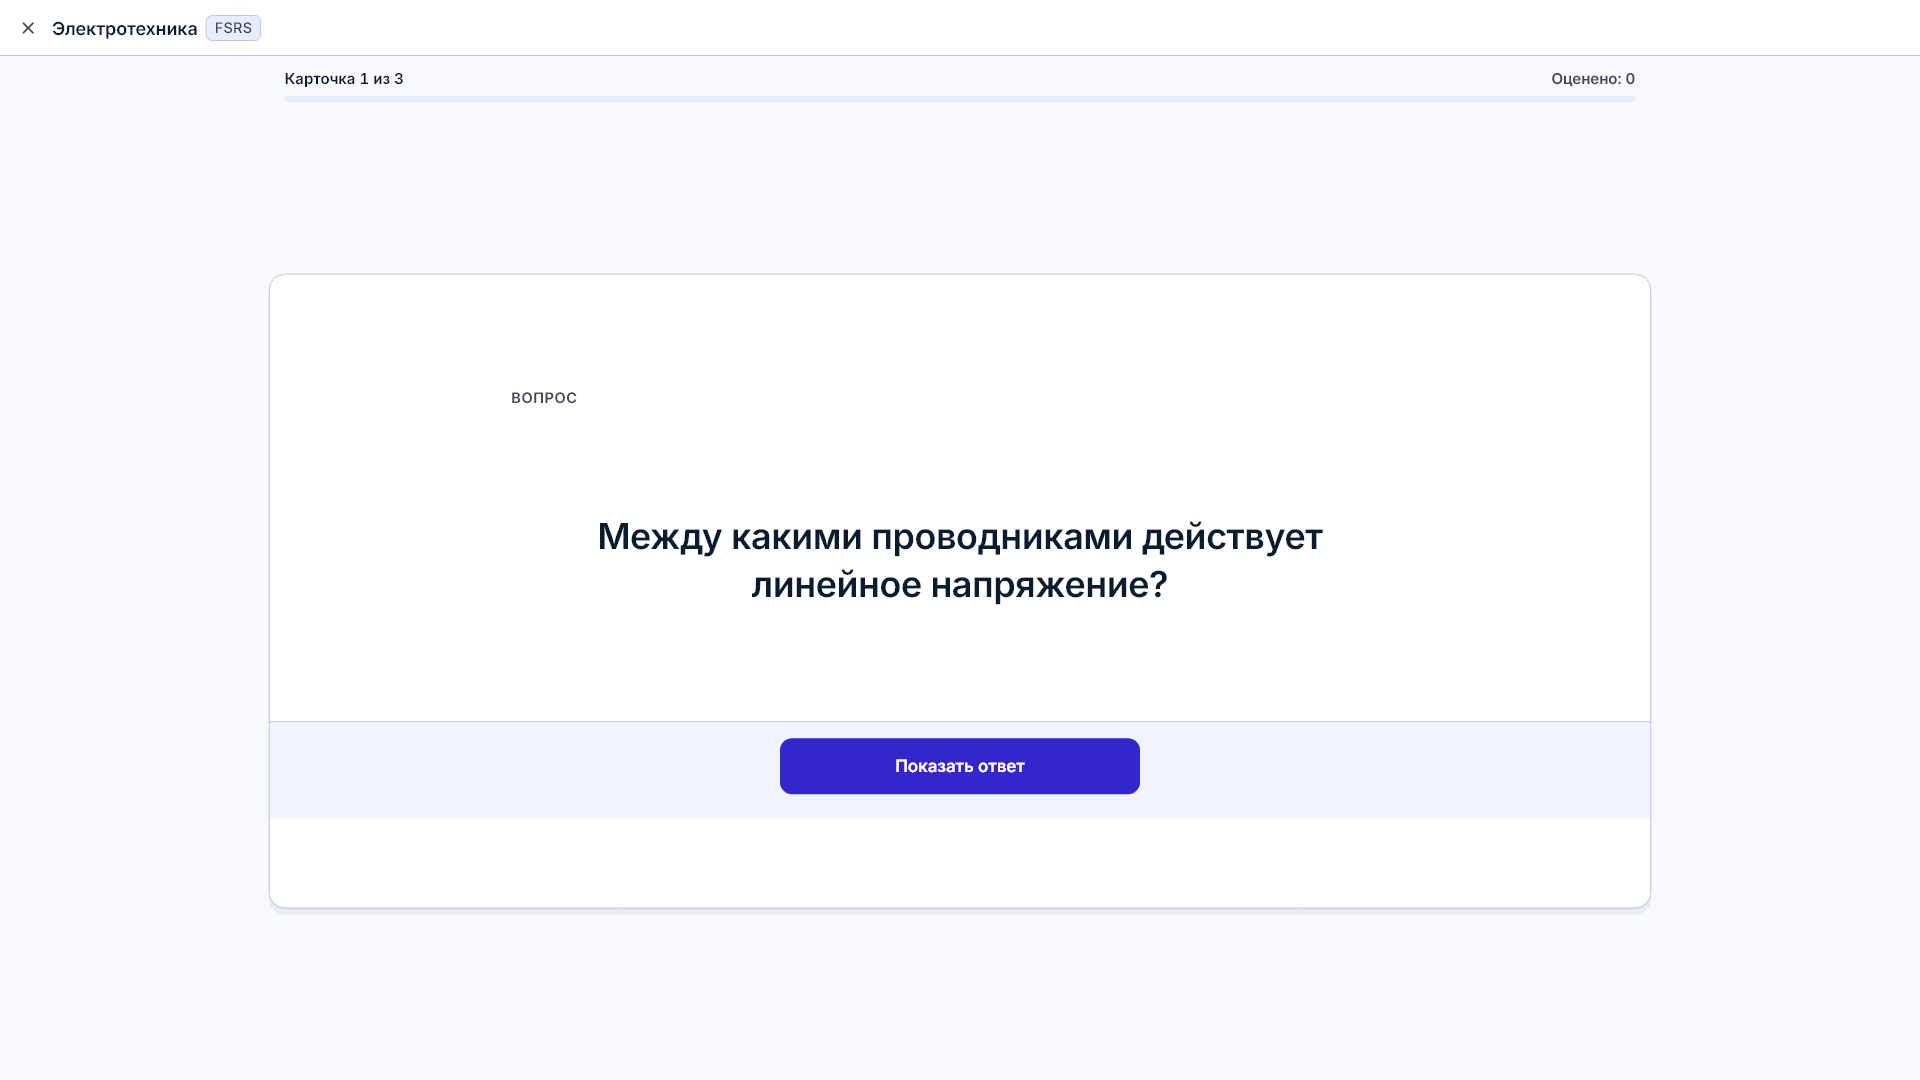 Электротехника FSRS
Карточка 1 из 3
Оценено: 0
ВОПРОС
Между какими проводниками действует
линейное напряжение?
Показать ответ